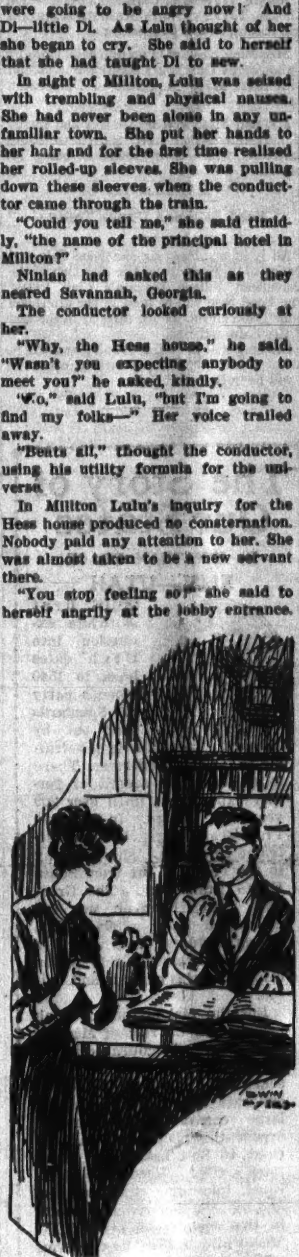 were going to be angry now! And
Di—little Di. As Lulu thought of her
she began to cry. She said to herself
that she had taught Di to sew.
In sight of Millton, Lulu was seized
with trembling and physical nausea.
She had never been alone in any un-
familiar town. She put her hands to
her hair and for the first time realized
her rolled-up sleeves. She was pulling
down these sleeves when the conduct-
tor came through the train.
"Could you tell me," she said timid-
ly, "the name of the principal hotel in
Millton?"
Ninian had asked this as they
neared Savannah, Georgia.
The conductor looked curiously at
her.
"Why, the Hess house," he said.
"Wasn't you expecting anybody to
meet you?" he asked, kindly.
"No," said Lulu, "but I'm going to
find my folks—" Her voice trailed
away.
"Beats all," thought the conductor,
using his utility formula for the uni-
verse.
In Millton Lulu's inquiry for the
Hess house produced no consternation.
Nobody paid any attention to her. She
was almost taken to be a new servant
there.
"You stop feeling so!" she said to
herself angrily at the lobby entrance.